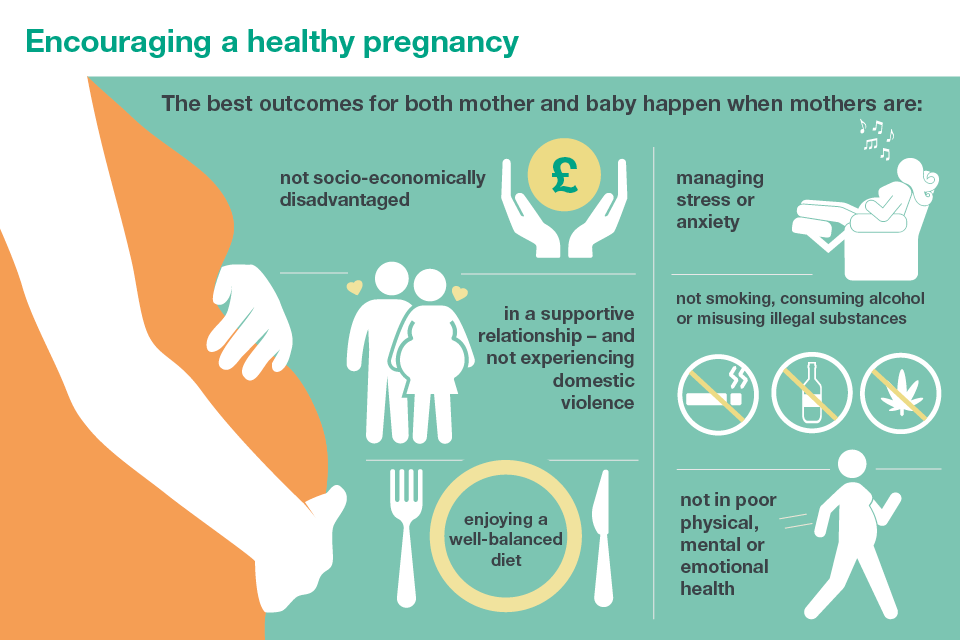 Encouraging a healthy pregnancy
The best outcomes for both mother and baby happen when mothers are:
not socio-economically
disadvantaged
£
in a supportive
relationship – and
not experiencing
domestic
violence
enjoying a
well-balanced
diet
managing
stress or
anxiety
not smoking, consuming alcohol
or misusing illegal substances
not in poor
physical,
mental or
emotional
health